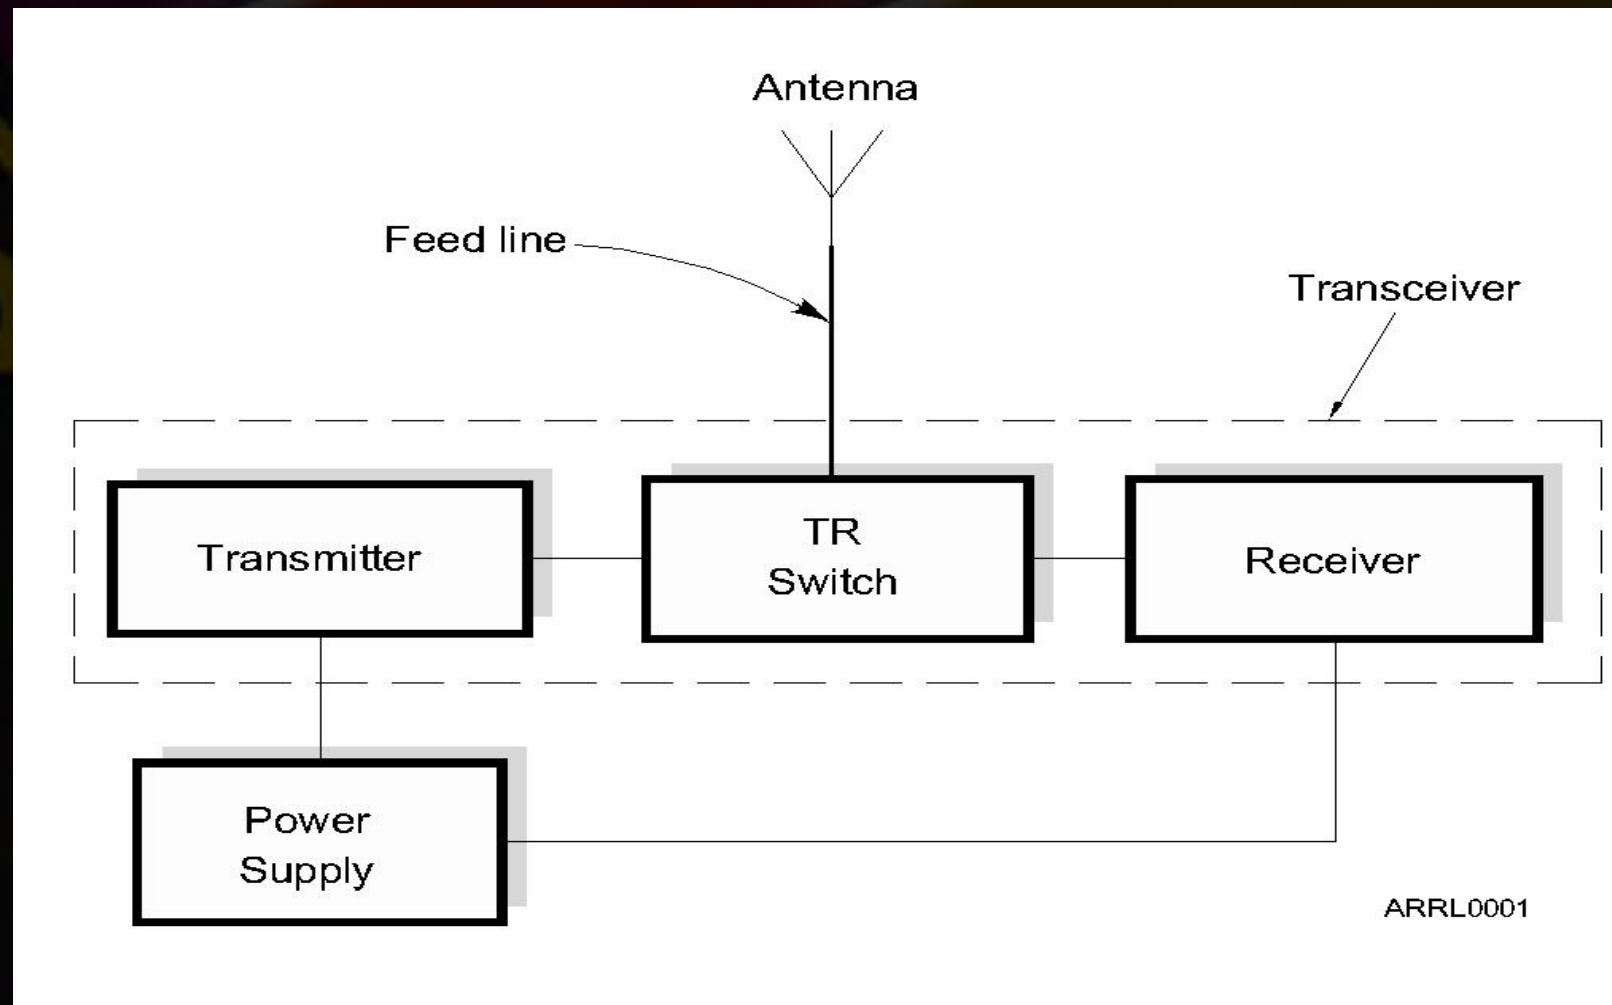 Antenna
Feed line
Transceiver
Transmitter
TR
Switch
Receiver
Power
Supply
ARRL0001